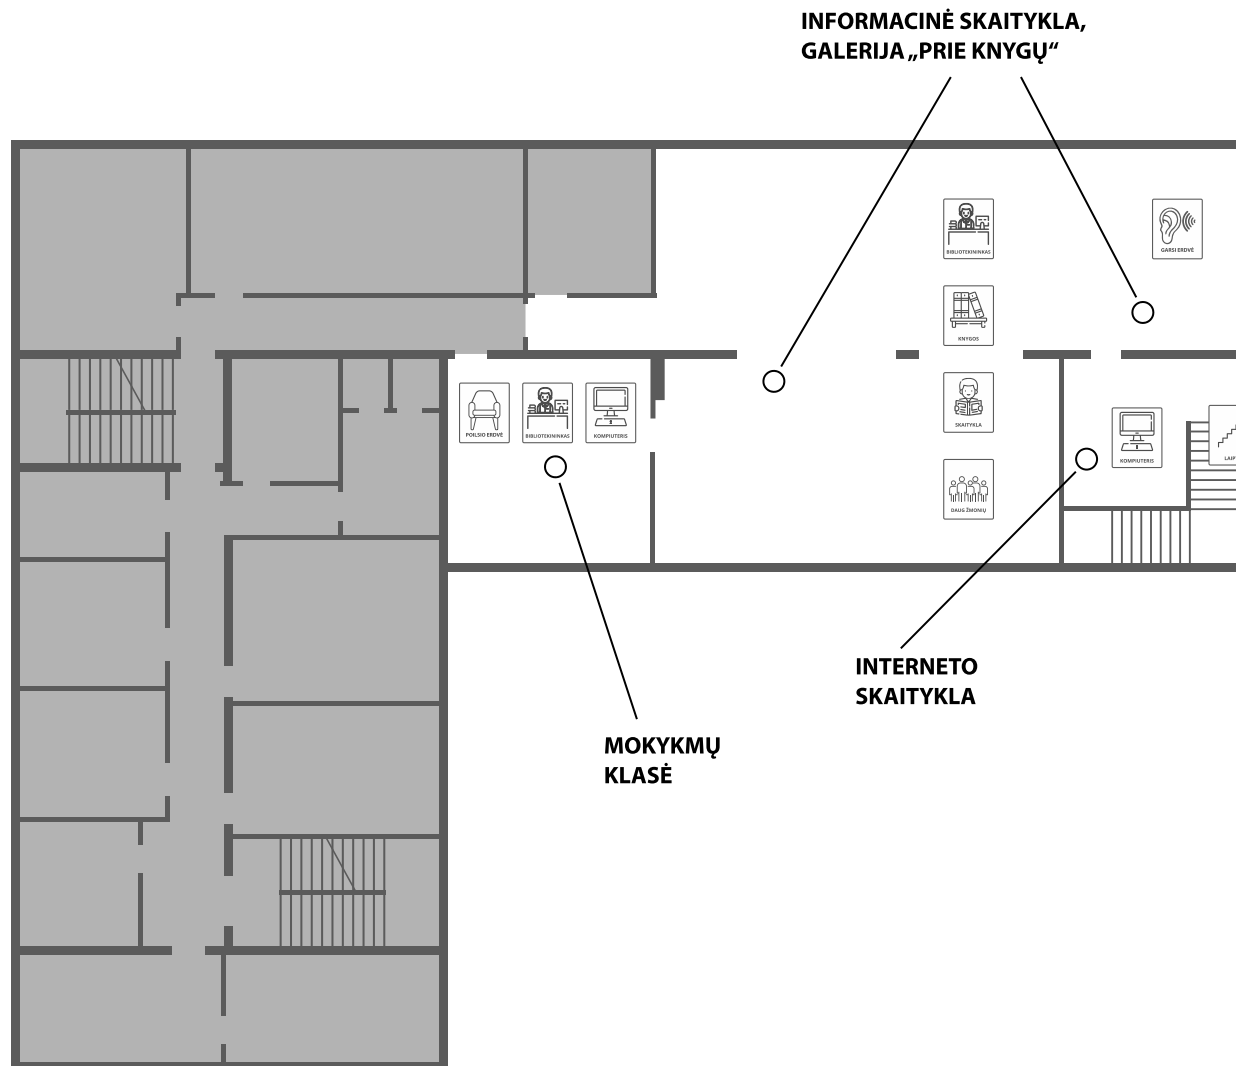 INFORMACINĖ SKAITYKLA,
GALERIJA „PRIE KNYGŲ“
BIBLIOTEKININKAS
GARSI ERDVĖ
KNYGOS
POILSIO ERDVĖ
BIBLIOTEKININKAS
KOMPIUTERIS
SKAITYKLA
KOMPIUTERIS
LAIPT
DAUG ŽMONIŲ
INTERNETO
SKAITYKLA
MOKYKMŲ
KLASĖ